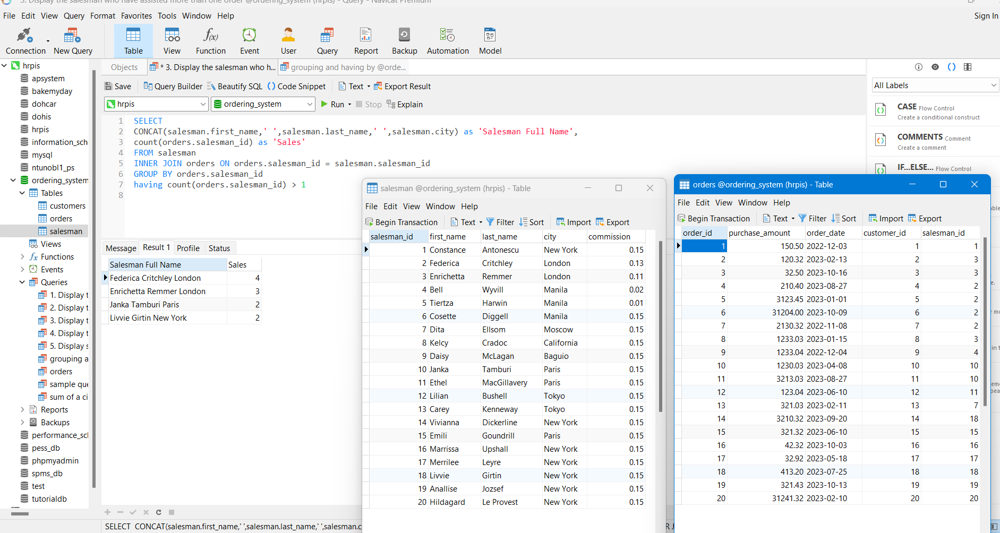 3. Display the salesman who have assisted more than one order @ordering_system (hrpis) - Query - Navicat Premium
File Edit View Query Format Favorites Tools Window Help Sign In
Connection New Query Table View Function Event User Query Report Backup Automation Model
hrpis
apsystem
bakemyday
dohcar
dohis
hrpis
information_sch
mysql
ntunobl1_ps
ordering_system
Tables
customers
orders
salesman
Views
Functions
Events
Queries
1. Display t
2. Display t
3. Display t
4. Display t
5. Display s
grouping a
orders
sample que
sum of a ci
Reports
Backups
performance_scl
pess_db
phpmyadmin
spms_db
test
tutorialdb
Objects * 3. Display the salesman who h... grouping and having by @orde...
Save Query Builder Beautify SQL () Code Snippet Text Export Result
hrpis ordering_system Run Stop Explain
1 SELECT
2 CONCAT(salesman.first_name,' ',salesman.last_name,' ',salesman.city) as 'Salesman Full Name',
3 count(orders.salesman_id) as 'Sales'
4 FROM salesman
5 INNER JOIN orders ON orders.salesman_id = salesman.salesman_id
6 GROUP BY orders.salesman_id
7 having count(orders.salesman_id) > 1
8
Message Result 1 Profile Status
Salesman Full Name Sales
Federica Critchley London 4
Enrichetta Remmer London 3
Janka Tamburi Paris 2
Livvie Girtin New York 2
SELECT CONCAT(salesman.first_name,' ',salesman.last_name,' ',salesman.c
salesman @ordering_system (hrpis) - Table
File Edit View Window Help
Begin Transaction Text Filter Sort Import Export
salesman_id first_name last_name city commission
1 Constance Antonescu New York 0.15
2 Federica Critchley London 0.13
3 Enrichetta Remmer London 0.11
4 Bell Wyvill Manila 0.02
5 Tiertza Harwin Manila 0.01
6 Cosette Diggell Manila 0.15
7 Dita Ellsom Moscow 0.15
8 Kelcy Cradoc California 0.15
9 Daisy McLagan Baguio 0.15
10 Janka Tamburi Paris 0.15
11 Ethel MacGillavery Paris 0.15
12 Lilian Bushell Tokyo 0.15
13 Carey Kenneway Tokyo 0.15
14 Vivianna Dickerline New York 0.15
15 Emili Goundrill Paris 0.15
16 Marrissa Upshall New York 0.15
17 Merrilee Leyre New York 0.15
18 Livvie Girtin New York 0.15
19 Anallise Jozsef New York 0.15
20 Hildagard Le Provest New York 0.15
orders @ordering_system (hrpis) - Table
File Edit View Window Help
Begin Transaction Text Filter Sort Import Export
order_id purchase_amount order_date customer_id salesman_id
1 150.50 2022-12-03 1 1
2 120.32 2023-02-13 2 3
3 32.50 2023-10-16 3 3
4 210.40 2023-08-27 4 2
5 3123.45 2023-01-01 5 2
6 31204.00 2023-10-09 6 2
7 2130.32 2022-11-08 7 2
8 1233.03 2023-01-15 8 3
9 1233.04 2022-12-04 9 4
10 1230.03 2023-04-08 10 10
11 3213.03 2023-08-27 11 10
12 123.04 2023-06-10 12 11
13 321.03 2023-02-11 13 7
14 3210.32 2023-09-20 14 18
15 321.32 2023-06-10 15 15
16 42.32 2023-10-03 16 16
17 32.92 2023-05-18 17 17
18 413.20 2023-07-25 18 18
19 321.43 2023-10-13 19 19
20 31241.32 2023-02-10 20 20
All Labels
CASE Flow Control
Create a conditional construct
COMMENTS Comment
Create a comment
IF...ELSE... Flow Control